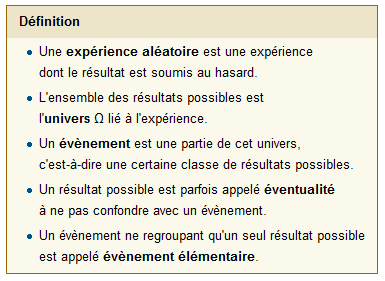 Définition
• Une expérience aléatoire est une expérience
dont le résultat est soumis au hasard.
• L'ensemble des résultats possibles est
l'univers Ω lié à l'expérience.
• Un évènement est une partie de cet univers,
c'est-à-dire une certaine classe de résultats possibles.
• Un résultat possible est parfois appelé éventualité
à ne pas confondre avec un évènement.
• Un évènement ne regroupant qu'un seul résultat possible
est appelé évènement élémentaire.